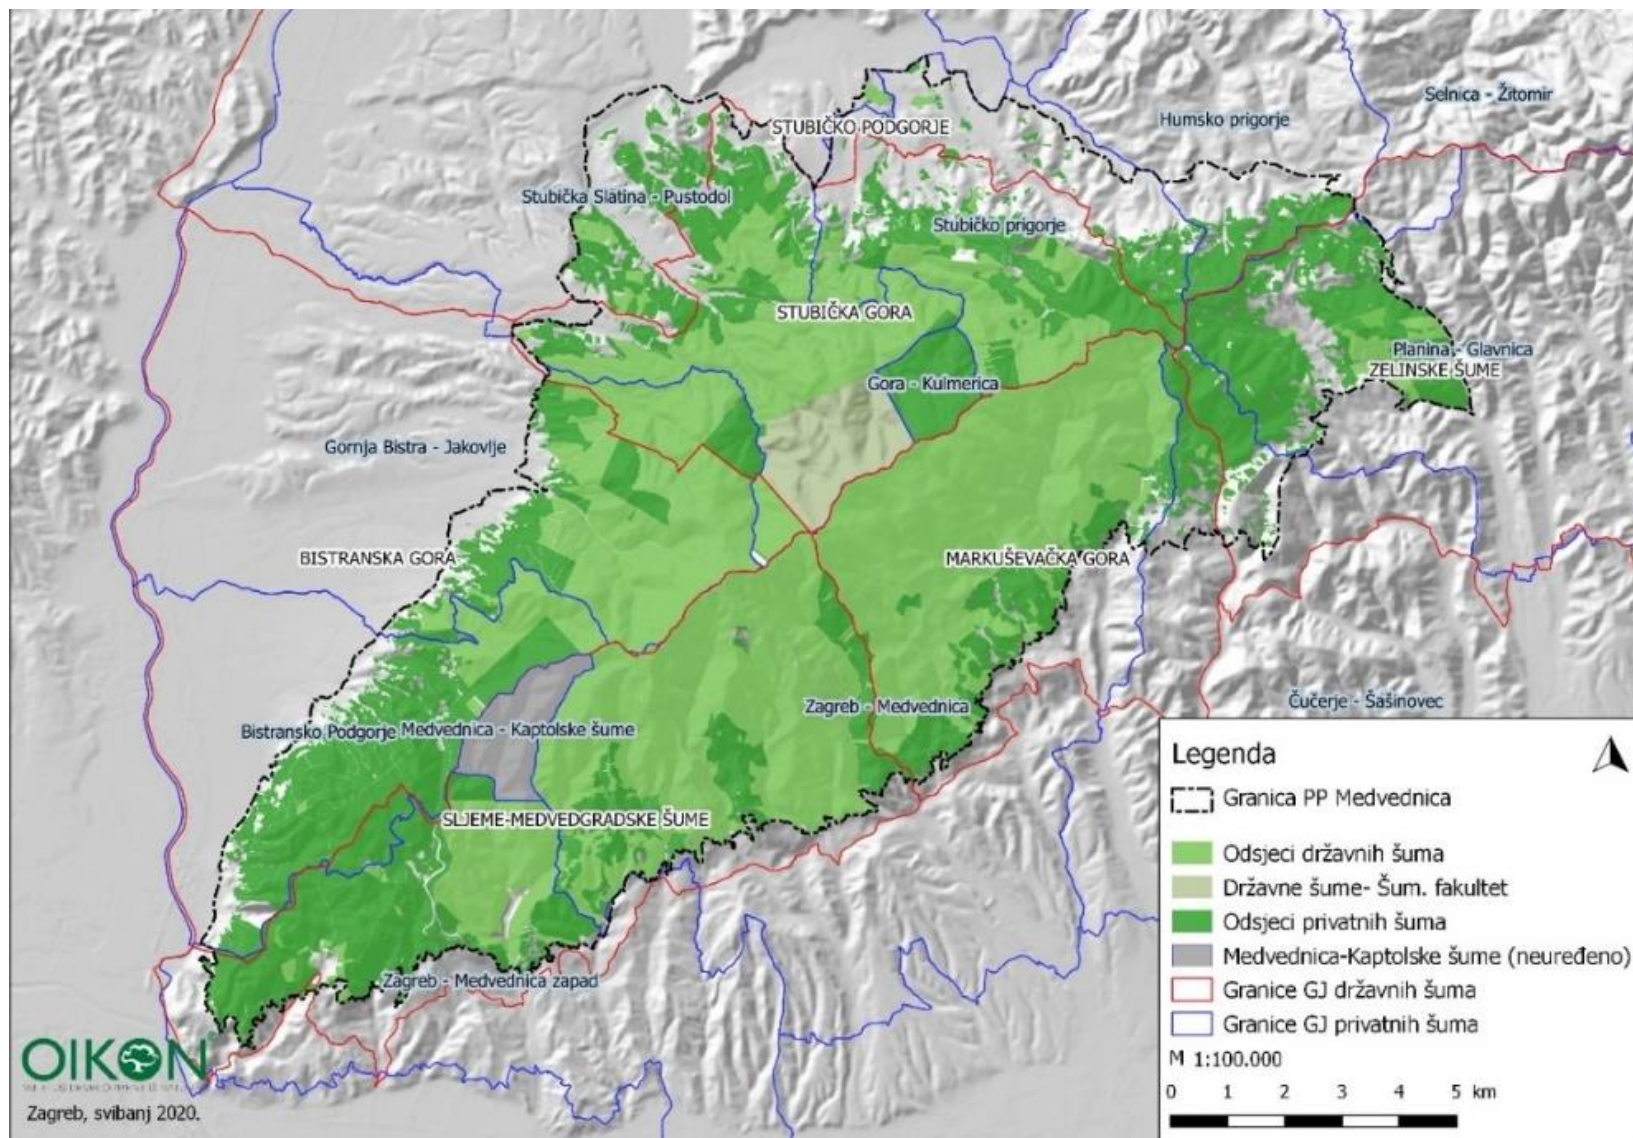 Selnica - Žitomir
Humsko prigorje
STUBIČKO PODGORJE
Stubička Slatina - Pustodol
Stubičko prigorje
STUBIČKA GORA
Planina - Glavnica
ZELINSKE ŠUME
Gora - Kulmerica
Gornja Bistra - Jakovlje
BISTRANSKA GORA
MARKUŠEVAČKA GORA
Čučerje - Šašinovec
Zagreb - Medvednica
Bistransko Podgorje
Medvednica - Kaptolske šume
SLJEME-MEDVEDGRADSKE ŠUME
Zagreb - Medvednica zapad
Legenda
Granica PP Medvednica
Odsjeci državnih šuma
Državne šume- Šum. fakultet
Odsjeci privatnih šuma
Medvednica-Kaptolske šume (neuređeno)
Granice GJ državnih šuma
Granice GJ privatnih šuma
M 1:100.000
0 1 2 3 4 5 km
OIKON
Zagreb, svibanj 2020.